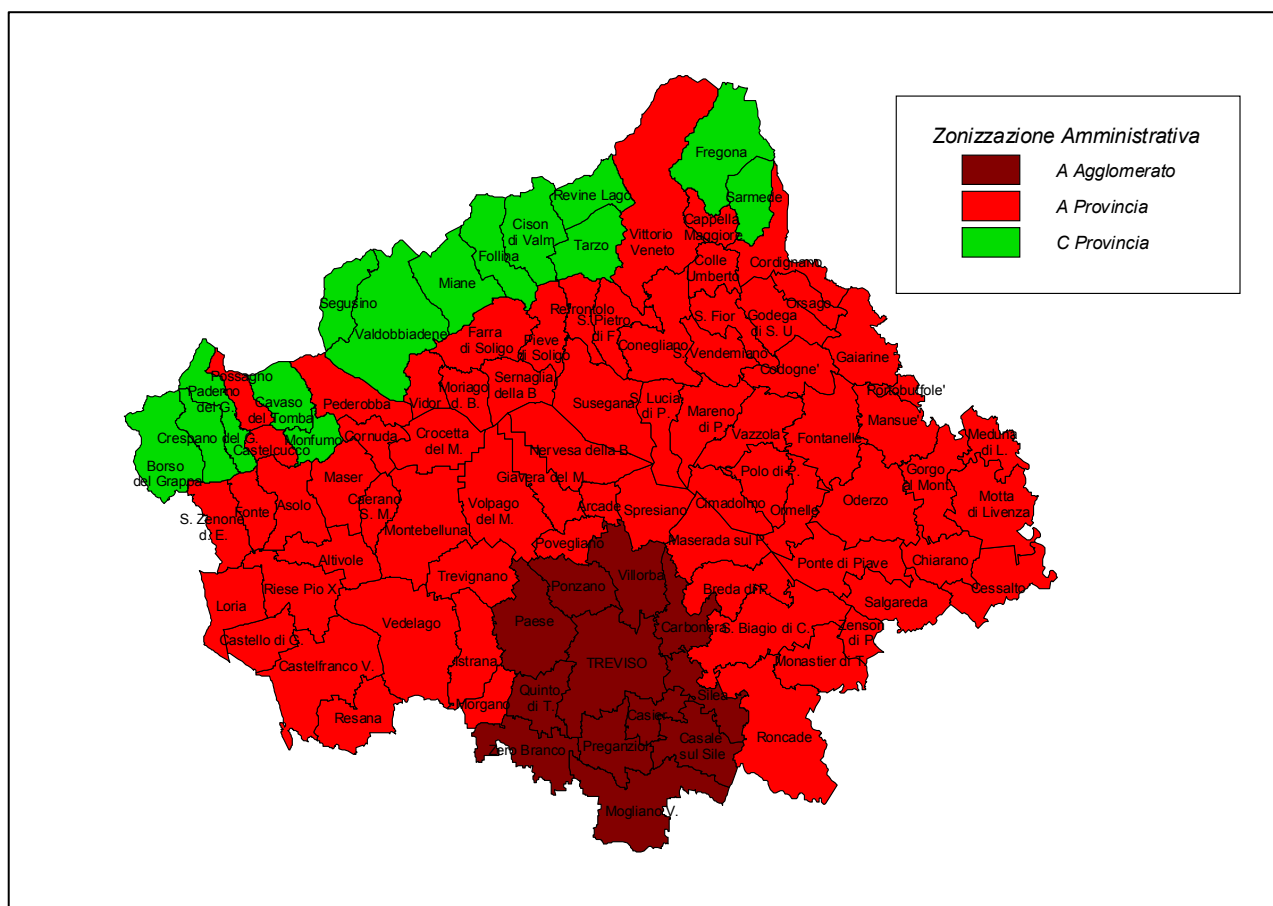 Zonizzazione Amministrativa
A Agglomerato
A Provincia
C Provincia
Fregona
Sarmede
Revine Lago
Cison
di Valm
Tarzo
Follina
Miane
Segusino
Valdobbiadene
Vittorio
Veneto
Cappella
Maggiore
Colle
Umberto
Cordignano
Orsago
Godega
di S. U.
S. Fior
Gaiarine
Refrontolo
S. Pietro
di F.
Conegliano
S. Vendemiano
Codogne'
Portobuffole'
Mansue'
Farra
di Soligo
Pieve
di Soligo
Sernaglia
della B
Moriago
d. B.
Vidor
Pederobba
Possagno
Paderno
del G.
Cavaso
del Tomba
Crespano del G.
Monfumo
Castelcucco
Borso
del Grappa
Cornuda
Crocetta
del M.
Susegana
S. Lucia
di P.
Mareno
di P.
Vazzola
Fontanelle
Meduna
di L.
Gorgo
al Mont.
Motta
di Livenza
Oderzo
S. Polo di P.
Ormelle
Cimadolmo
Nervesa della B.
Giavera del M.
Arcade
Spresiano
Volpago
del M.
Maser
Caerano
S. M.
Montebelluna
Asolo
Fonte
S. Zenone
d. E.
Altivole
Povegliano
Maserada sul P.
Ponte di Piave
Chiarano
Cessalto
Salgareda
Breda di P.
Zenson
di P.
S. Biagio di C.
Monastier di T.
Trevignano
Riese Pio X
Loria
Castello di G.
Castelfranco V.
Vedelago
Resana
Istrana
Morgano
Ponzano
Villorba
Paese
Carbonera
TREVISO
Quinto
di T.
Silea
Casier
Casale
sul Sile
Preganziol
Zero Branco
Mogliano V.
Roncade